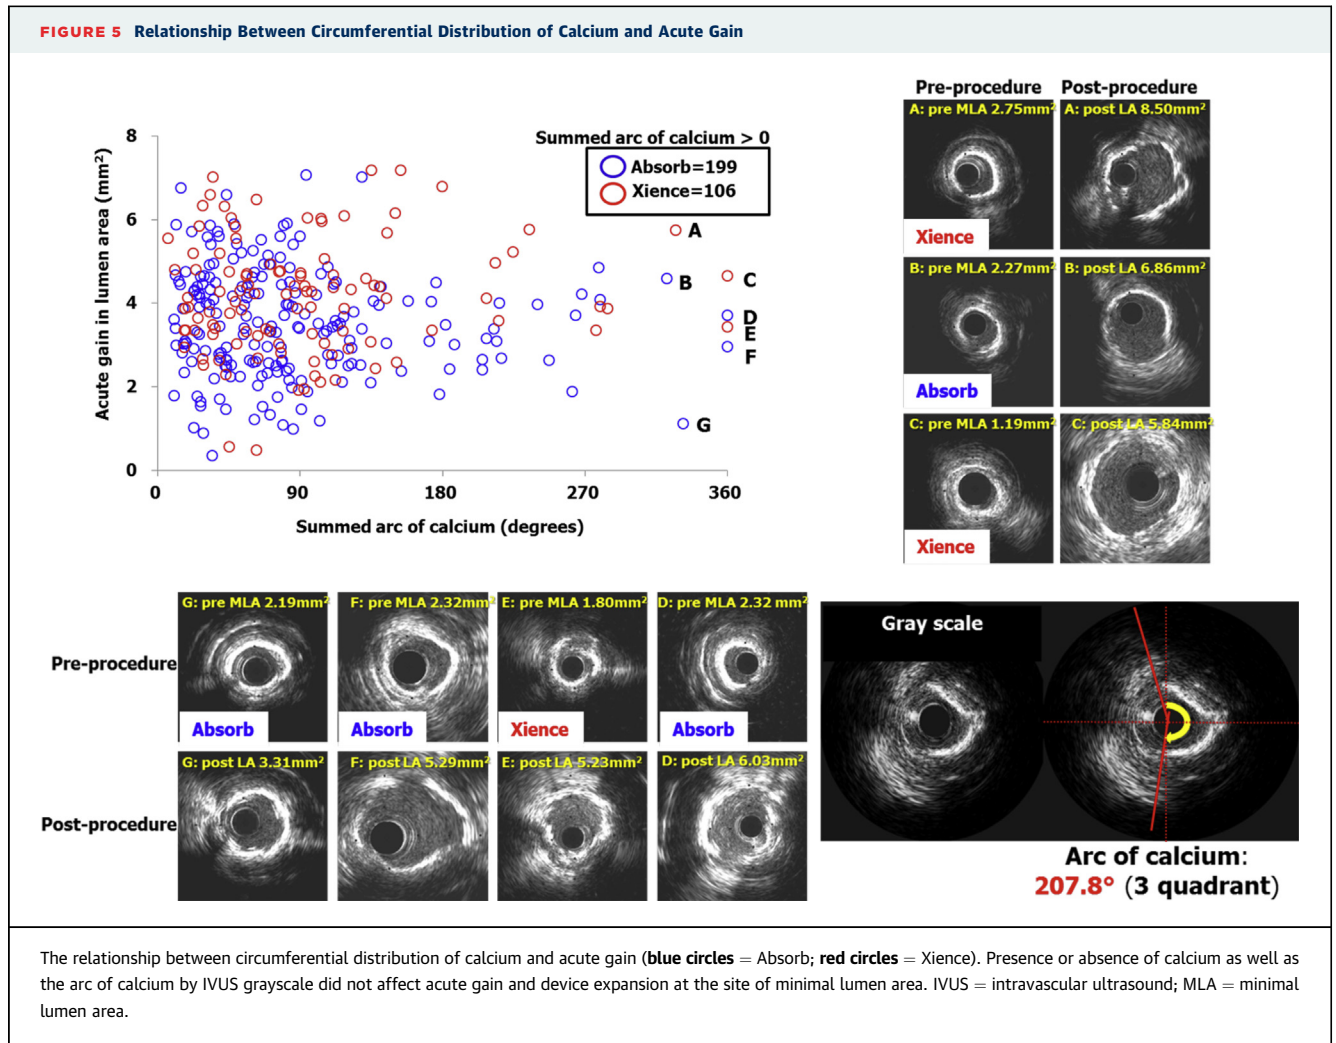 FIGURE 5 Relationship Between Circumferential Distribution of Calcium and Acute Gain
Pre-procedure Post-procedure
A: pre MLA 2.75mm² A: post LA 8.50mm²
Xience
B: pre MLA 2.27mm² B: post LA 6.86mm²
Absorb
C: pre MLA 1.19mm² C: post LA 5.84mm²
Xience
Summed arc of calcium > 0
Absorb=199
Xience=106
Acute gain in lumen area (mm²)
8
6
4
2
0
A
B
C
D
E
F
G
0 90 180 270 360
Summed arc of calcium (degrees)
Pre-procedure
G: pre MLA 2.19mm² F: pre MLA 2.32mm² E: pre MLA 1.80mm² D: pre MLA 2.32 mm²
Absorb Absorb Xience Absorb
Post-procedure
G: post LA 3.31mm² F: post LA 5.29mm² E: post LA 5.23mm² D: post LA 6.03mm²
Gray scale
Arc of calcium:
207.8° (3 quadrant)
The relationship between circumferential distribution of calcium and acute gain (blue circles = Absorb; red circles = Xience). Presence or absence of calcium as well as
the arc of calcium by IVUS grayscale did not affect acute gain and device expansion at the site of minimal lumen area. IVUS = intravascular ultrasound; MLA = minimal
lumen area.